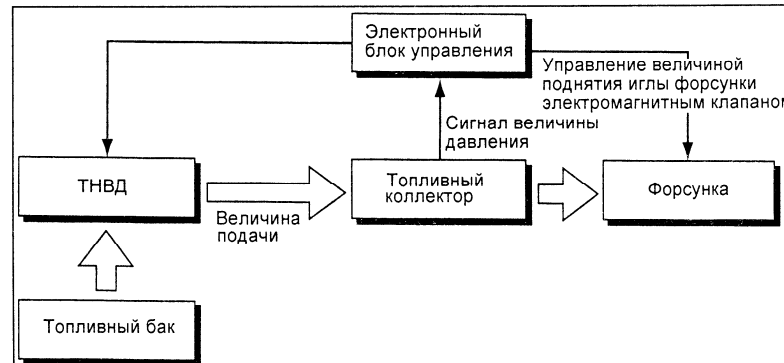 Электронный
блок управления
Управление величиной
поднятия иглы форсунки
электромагнитным клапаном
Сигнал величины
давления
ТНВД
Топливный
коллектор
Форсунка
Величина
подачи
Топливный бак